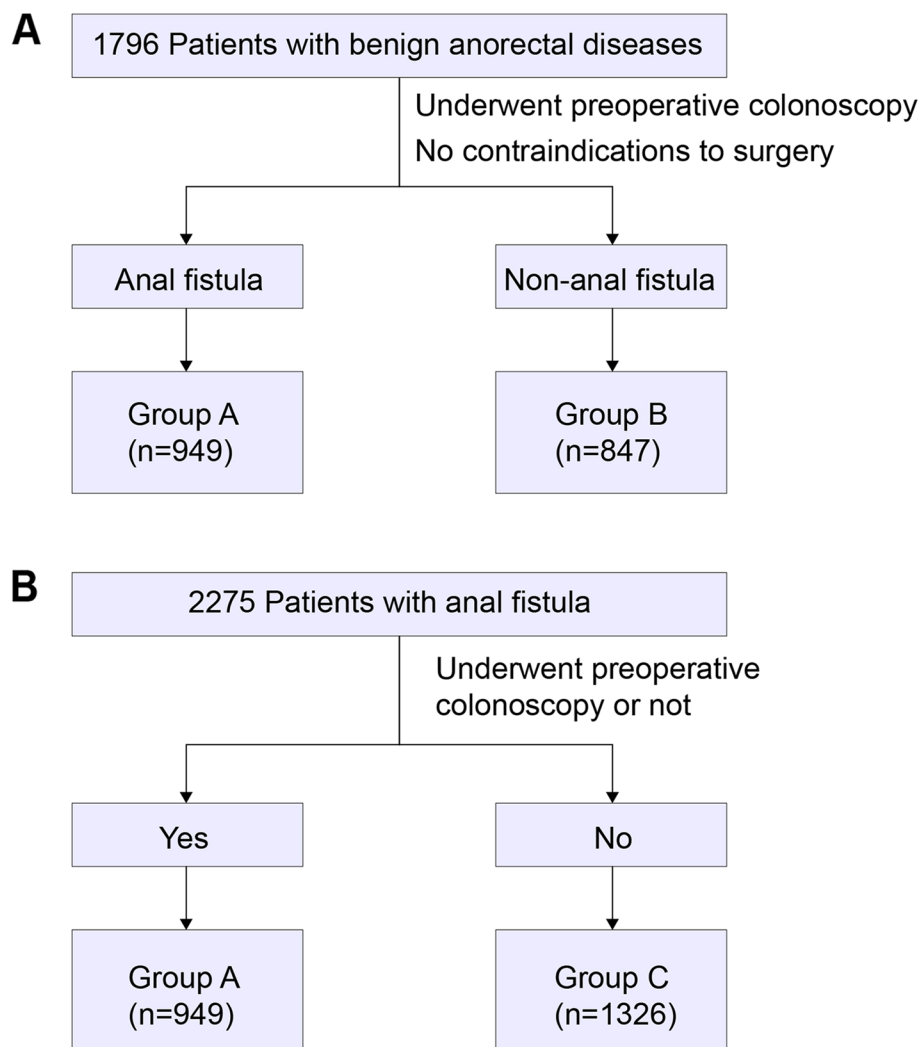 A
1796 Patients with benign anorectal diseases
Underwent preoperative colonoscopy
No contraindications to surgery
Anal fistula
Non-anal fistula
Group A
(n=949)
Group B
(n=847)
B
2275 Patients with anal fistula
Underwent preoperative
colonoscopy or not
Yes
No
Group A
(n=949)
Group C
(n=1326)